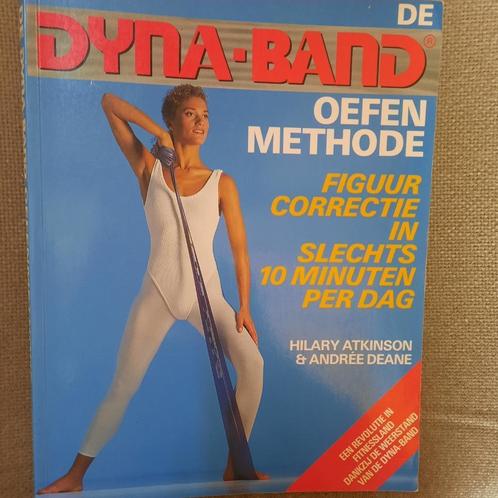 DE
DYNA-BAND®
OEFEN
METHODE
FIGUUR
CORRECTIE
IN
SLECHTS
10 MINUTEN
PER DAG
HILARY ATKINSON
& ANDRÉE DEANE
EEN REVOLUTIE IN
FITNESSLAND
DANKZIJ DE WEERSTAND
VAN DE DYNA-BAND